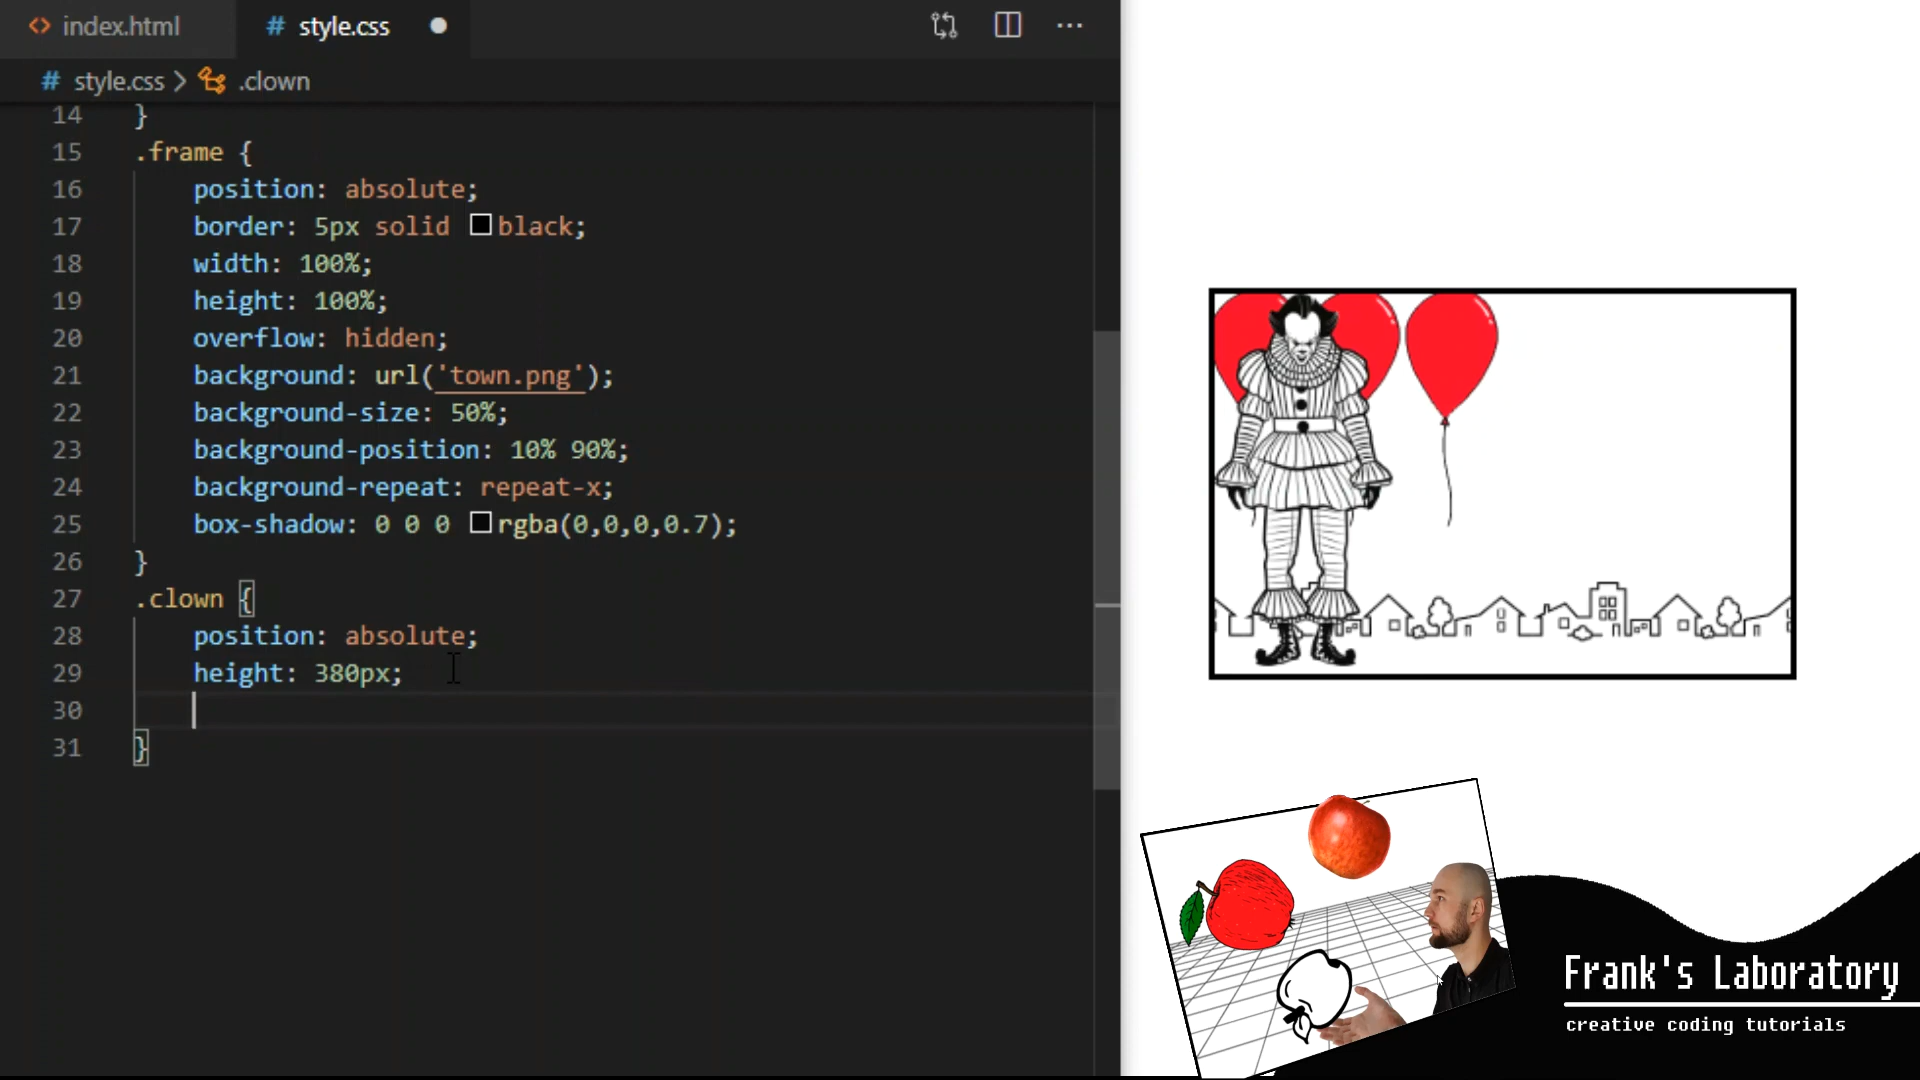 index.html
style.css
style.css > .clown
14 }
15 .frame {
16 position: absolute;
17 border: 5px solid black;
18 width: 100%;
19 height: 100%;
20 overflow: hidden;
21 background: url('town.png');
22 background-size: 50%;
23 background-position: 10% 90%;
24 background-repeat: repeat-x;
25 box-shadow: 0 0 0 rgba(0,0,0,0.7);
26 }
27 .clown {
28 position: absolute;
29 height: 380px;
30
31 }
Frank's Laboratory
creative coding tutorials